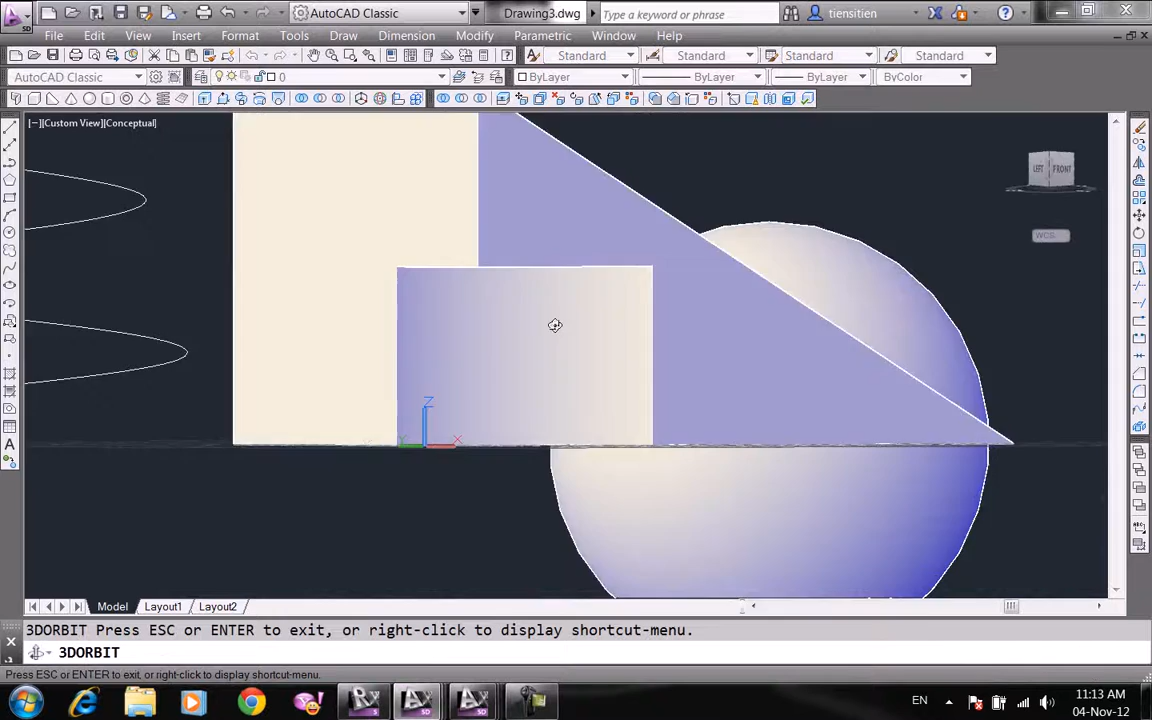 AutoCAD Classic
Drawing3.dwg
Type a keyword or phrase
tiensitien
File Edit View Insert Format Tools Draw Dimension Modify Parametric Window Help
Standard Standard Standard Standard
AutoCAD Classic 0 ByLayer ByLayer ByLayer ByColor
[−][Custom View][Conceptual]
LEFT FRONT
WCS
Z
Y X
Model Layout1 Layout2
3DORBIT Press ESC or ENTER to exit, or right-click to display shortcut-menu.
3DORBIT
Press ESC or ENTER to exit, or right-click to display shortcut-menu.
EN
11:13 AM
04-Nov-12